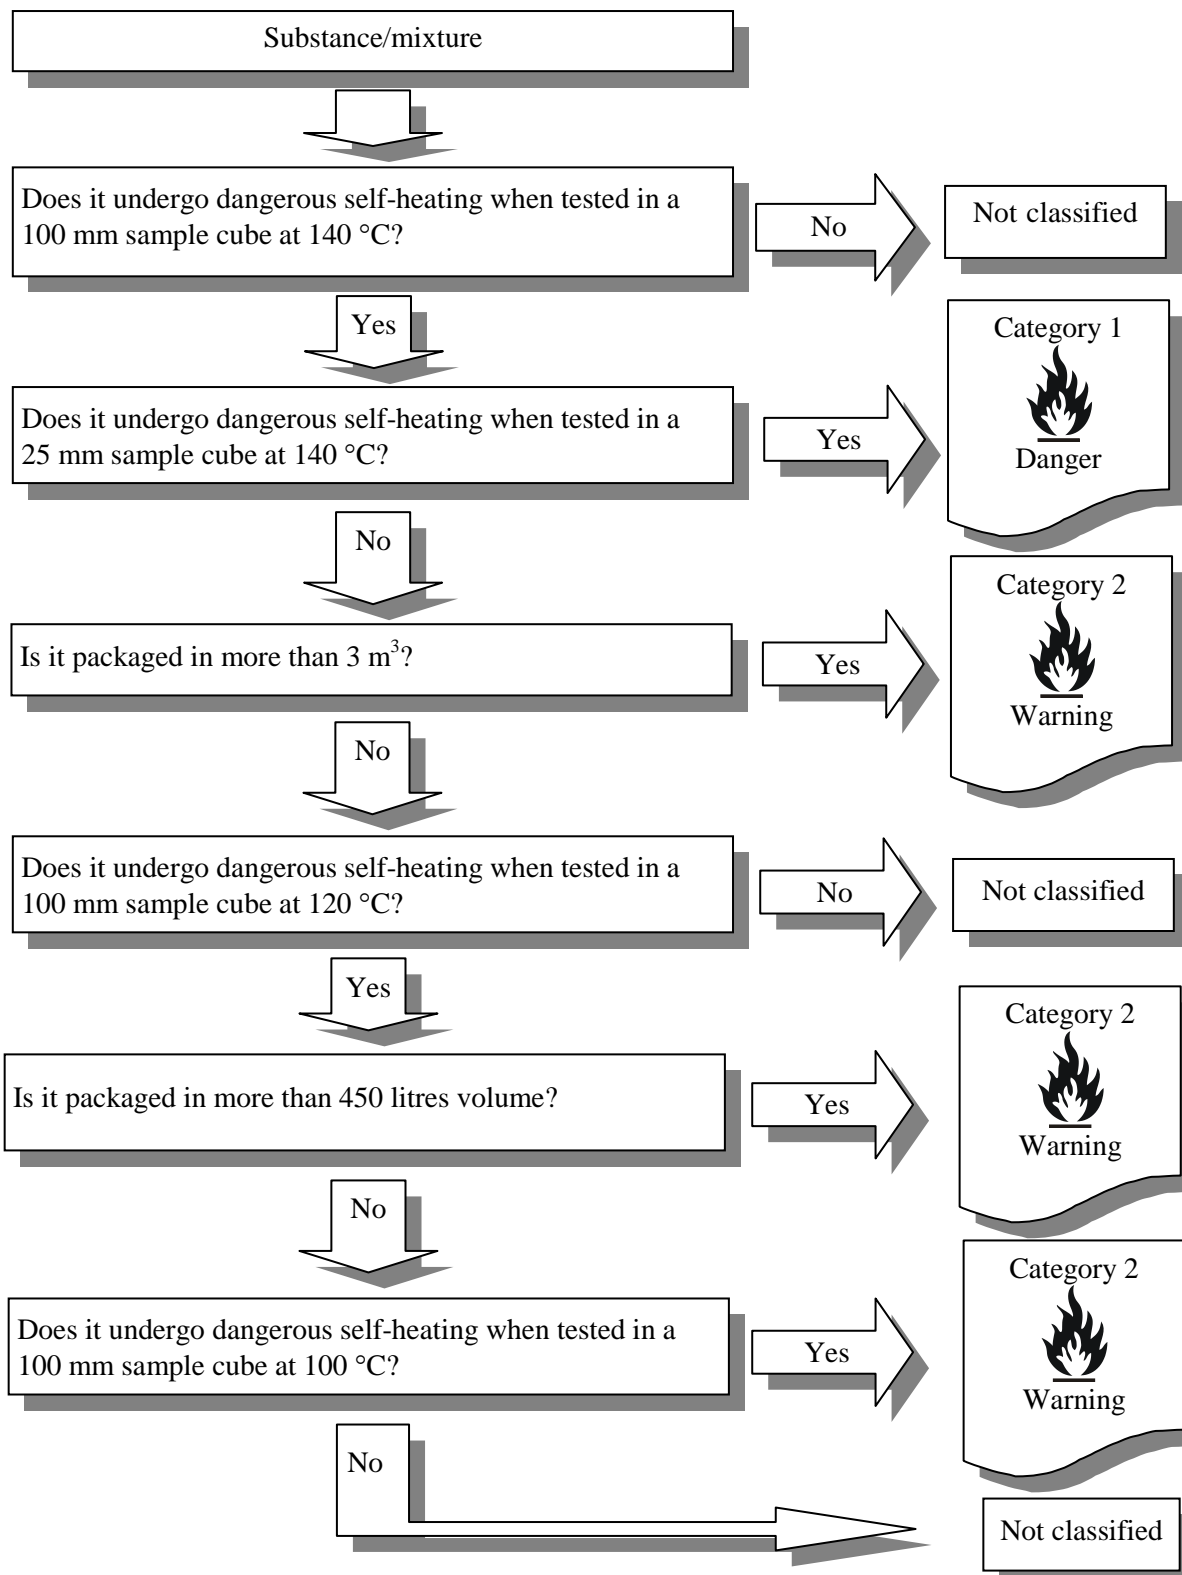 Substance/mixture
Does it undergo dangerous self-heating when tested in a
100 mm sample cube at 140 °C?
No
Not classified
Yes
Category 1
Danger
Does it undergo dangerous self-heating when tested in a
25 mm sample cube at 140 °C?
Yes
No
Category 2
Warning
Is it packaged in more than 3 m³?
Yes
No
Does it undergo dangerous self-heating when tested in a
100 mm sample cube at 120 °C?
No
Not classified
Yes
Category 2
Warning
Is it packaged in more than 450 litres volume?
Yes
No
Category 2
Warning
Does it undergo dangerous self-heating when tested in a
100 mm sample cube at 100 °C?
Yes
No
Not classified